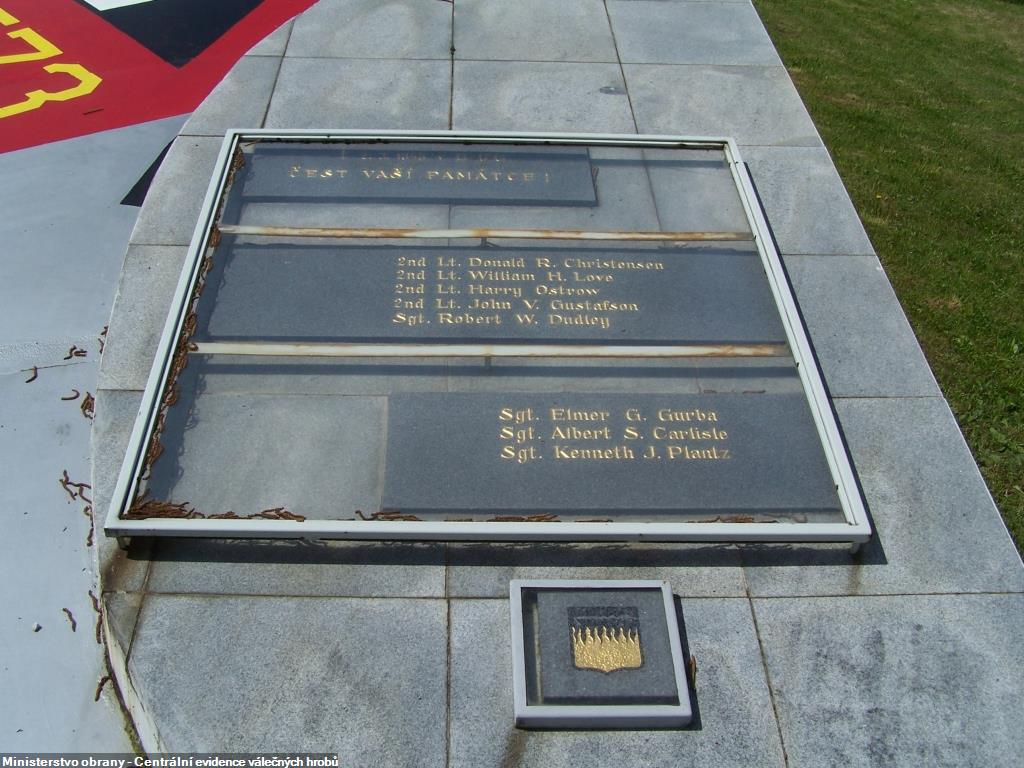 573
ČEST VAŠÍ PAMÁTCE!
2nd Lt. Donald R. Christensen
2nd Lt. William H. Love
2nd Lt. Harry Ostrow
2nd Lt. John V. Gustafson
Sgt. Robert W. Dudley
Sgt. Elmer G. Gurba
Sgt. Albert S. Carlisle
Sgt. Kenneth J. Plantz
Ministerstvo obrany - Centrální evidence válečných hrobů